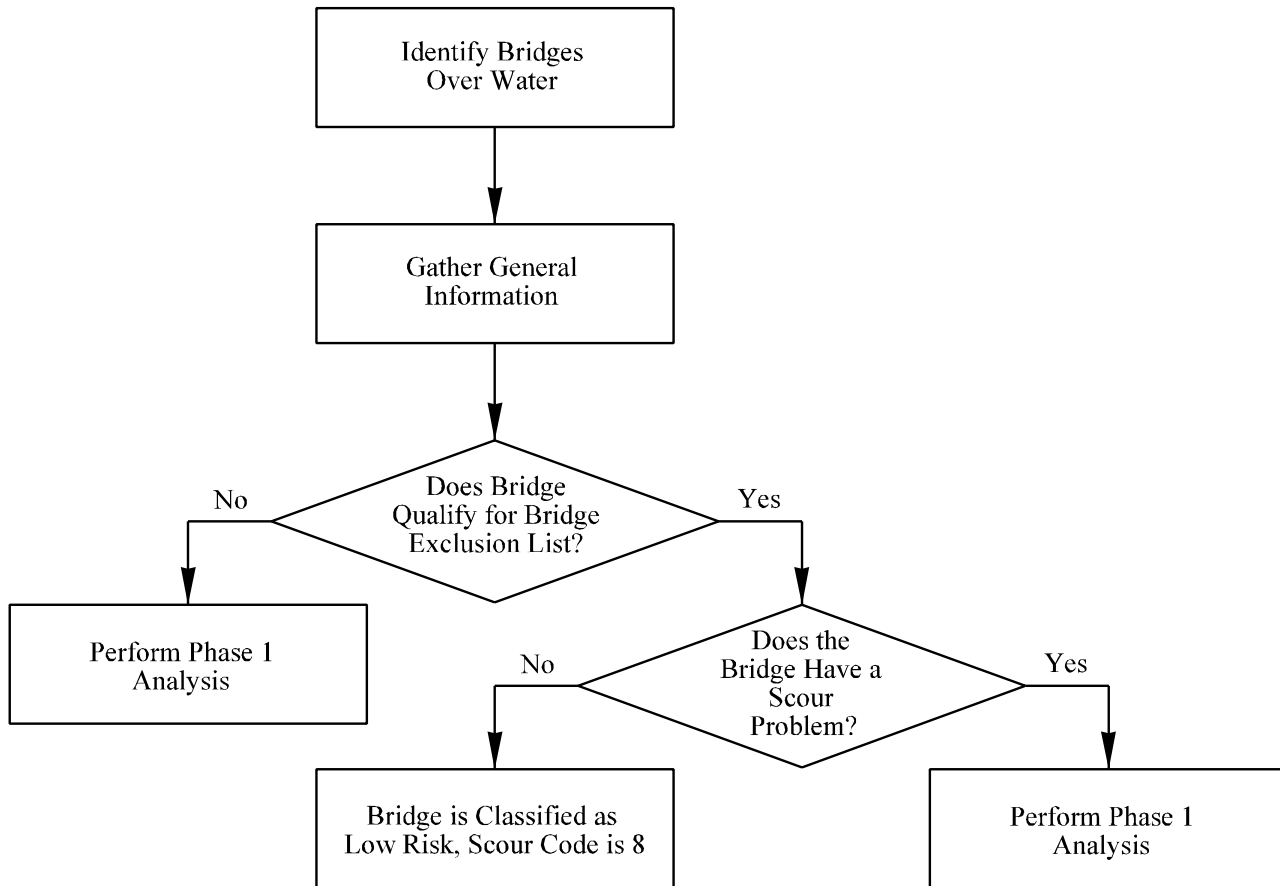 Identify Bridges
Over Water
Gather General
Information
Does Bridge
Qualify for Bridge
Exclusion List?
No
Yes
Perform Phase 1
Analysis
Does the
Bridge Have a
Scour
Problem?
No
Yes
Bridge is Classified as
Low Risk, Scour Code is 8
Perform Phase 1
Analysis